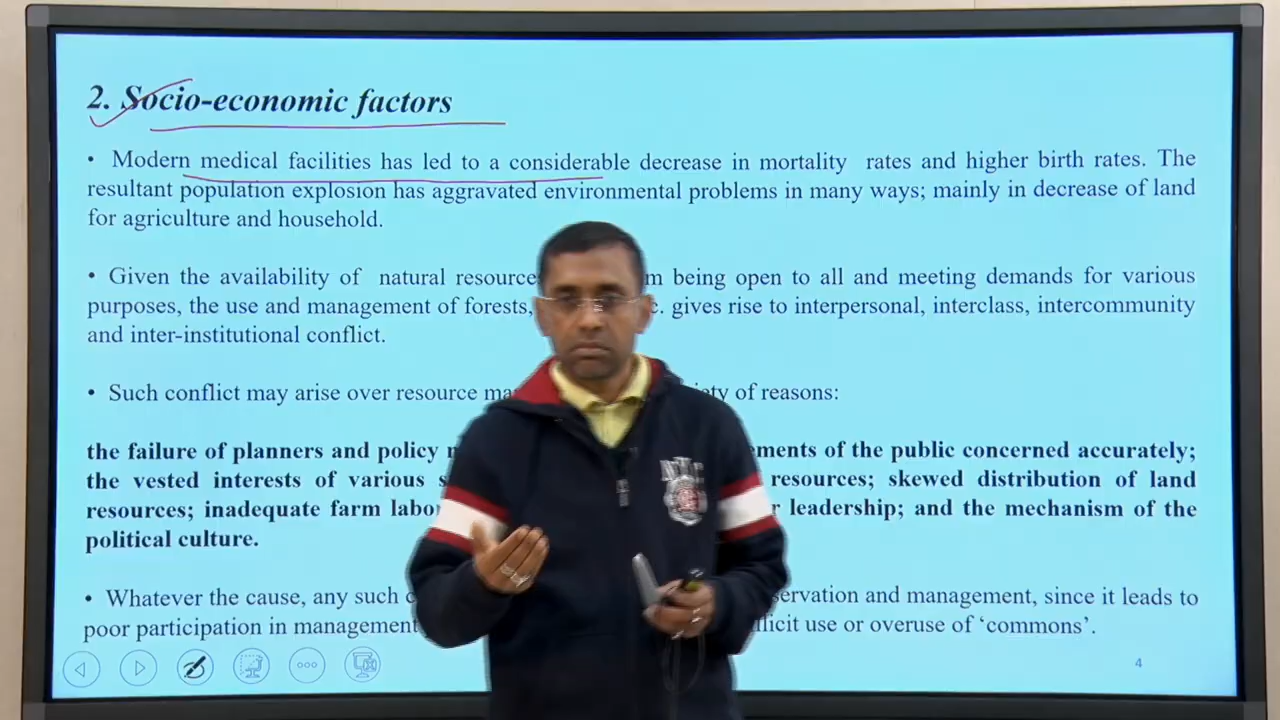 2. Socio-economic factors
• Modern medical facilities has led to a considerable decrease in mortality rates and higher birth rates. The
resultant population explosion has aggravated environmental problems in many ways; mainly in decrease of land
for agriculture and household.
• Given the availability of natural resource being open to all and meeting demands for various
purposes, the use and management of forests, gives rise to interpersonal, interclass, intercommunity
and inter-institutional conflict.
• Such conflict may arise over resource of reasons:
the failure of planners and policy of the public concerned accurately;
the vested interests of various resources; skewed distribution of land
resources; inadequate farm leadership; and the mechanism of the
political culture.
• Whatever the cause, any such and management, since it leads to
poor participation in management use or overuse of ‘commons’.
4